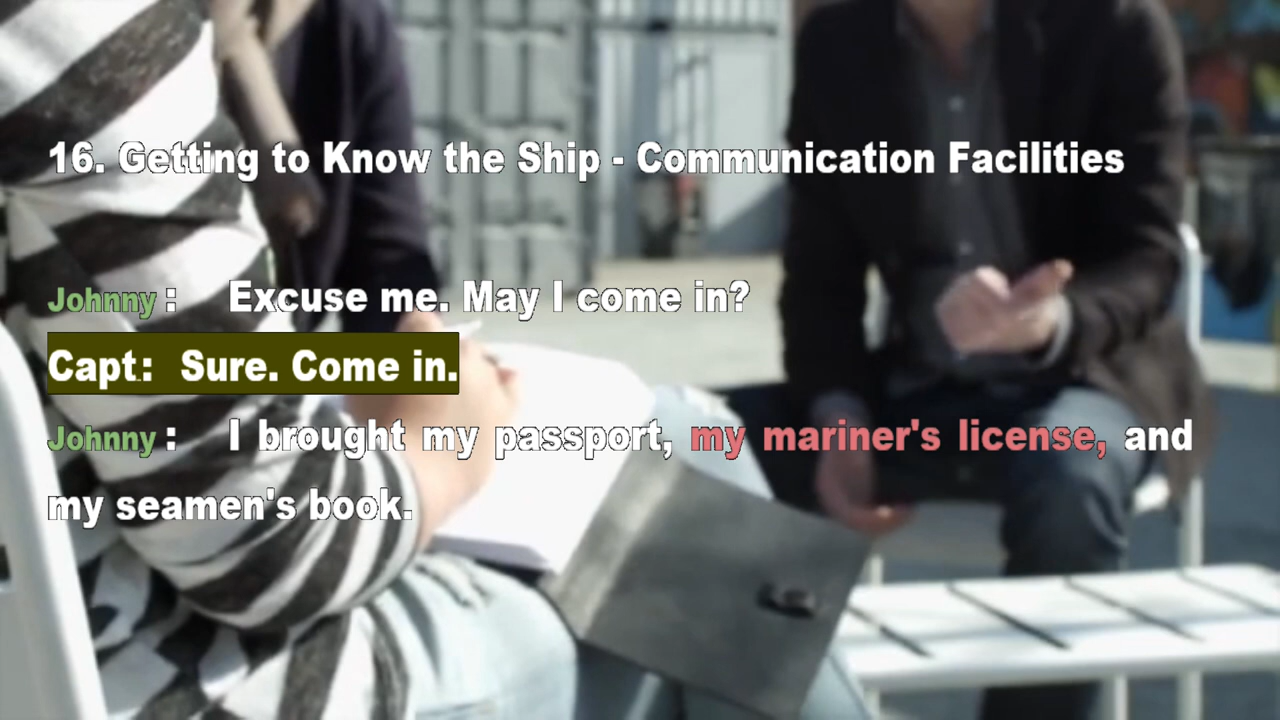 16. Getting to Know the Ship - Communication Facilities
Johnny: Excuse me. May I come in?
Capt: Sure. Come in.
Johnny: I brought my passport, my mariner's license, and
my seamen's book.